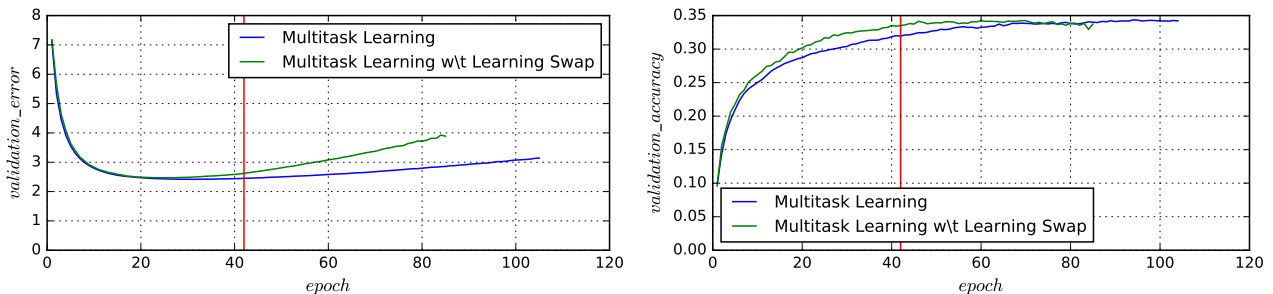 8
7
6
5
4
3
2
1
0
validation_error
Multitask Learning
Multitask Learning w\t Learning Swap
0 20 40 60 80 100 120
epoch
0.35
0.30
0.25
0.20
0.15
0.10
0.05
0.00
validation_accuracy
Multitask Learning
Multitask Learning w\t Learning Swap
0 20 40 60 80 100 120
epoch